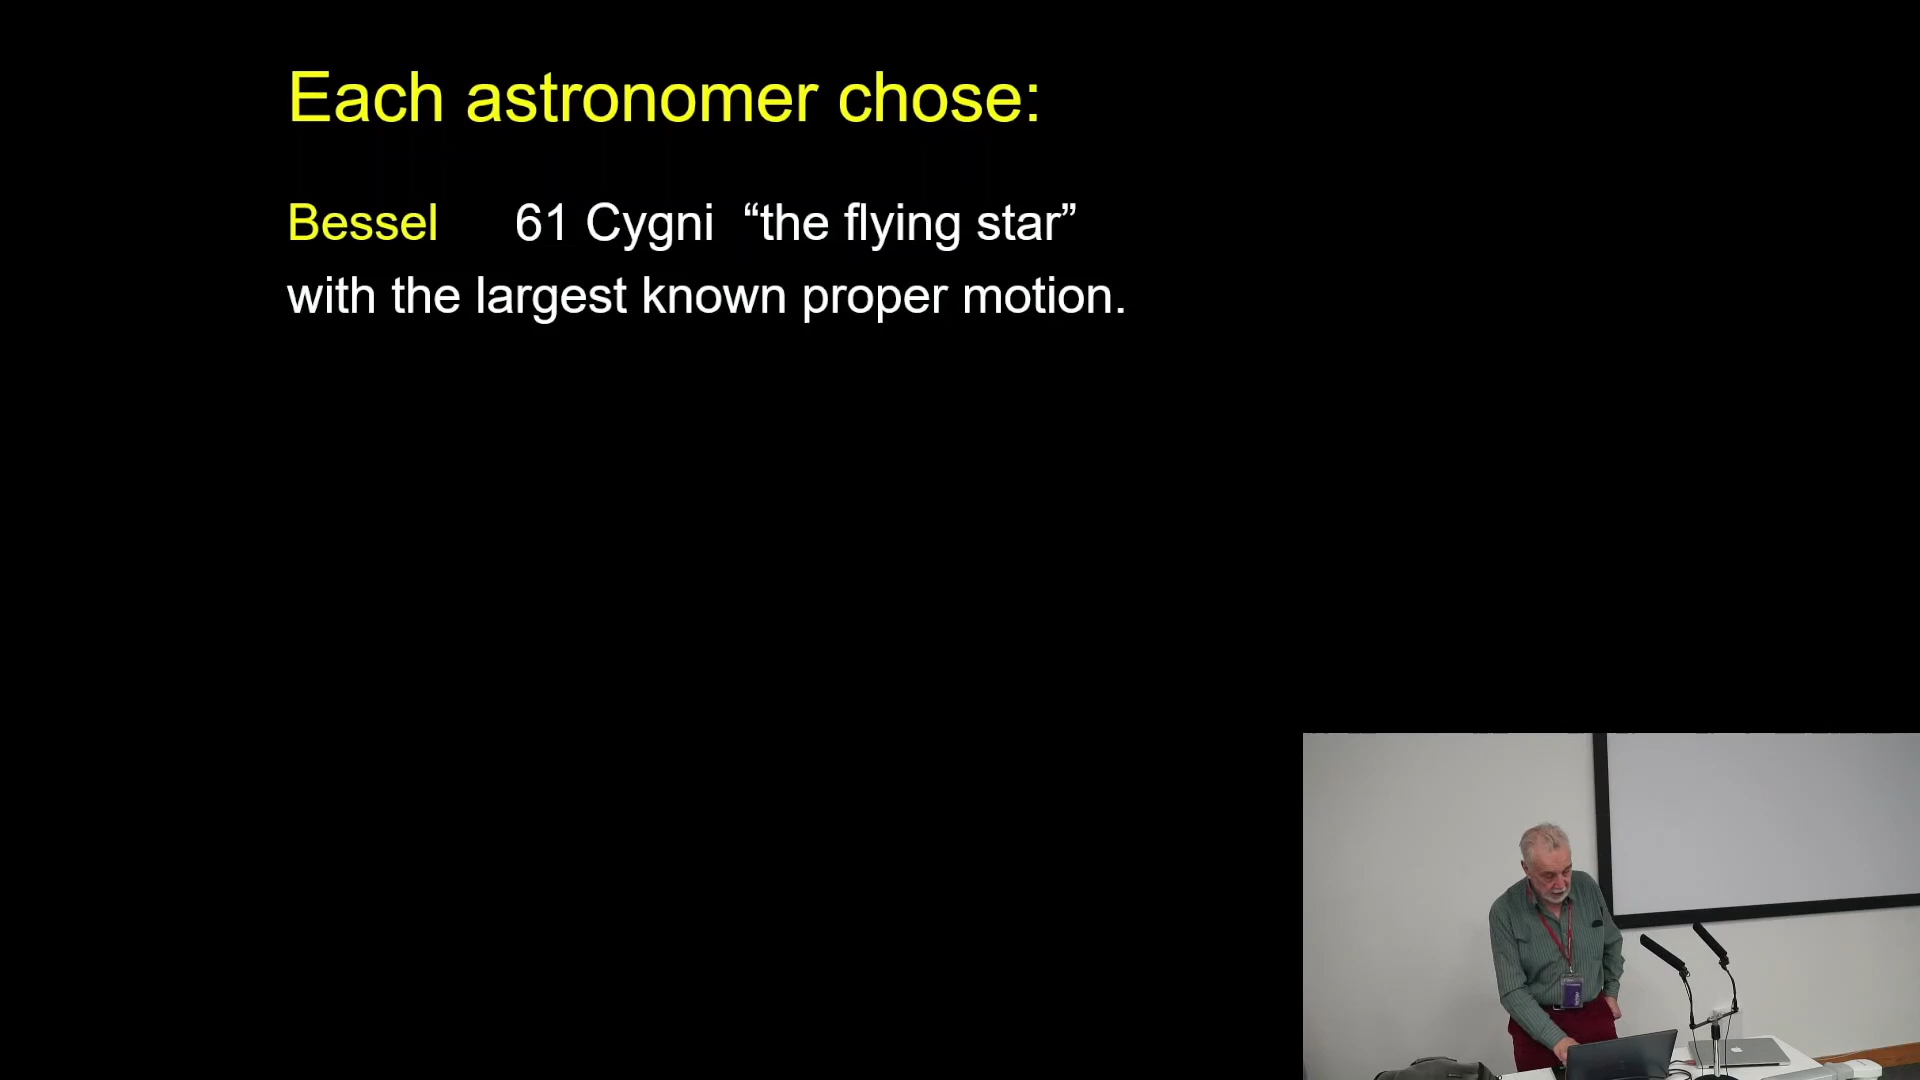 Each astronomer chose:
Bessel 61 Cygni “the flying star”
with the largest known proper motion.